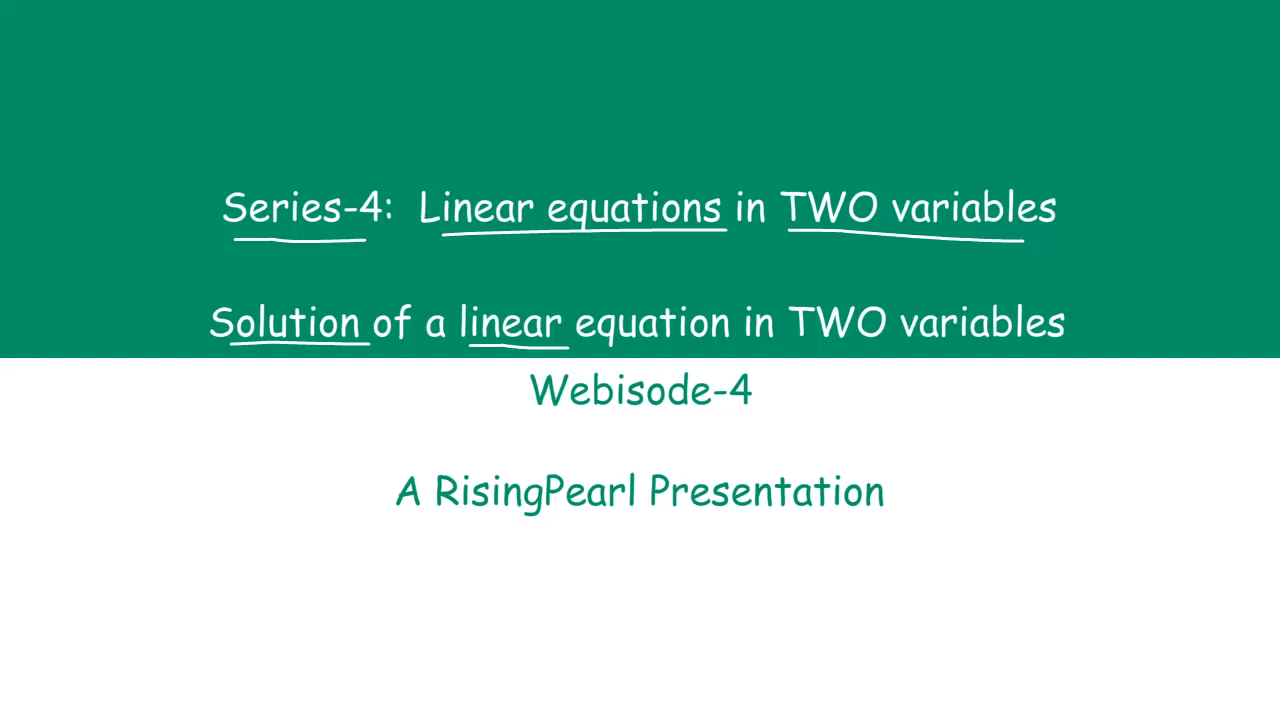 Series-4: Linear equations in TWO variables
Solution of a linear equation in TWO variables
Webisode-4
A RisingPearl Presentation